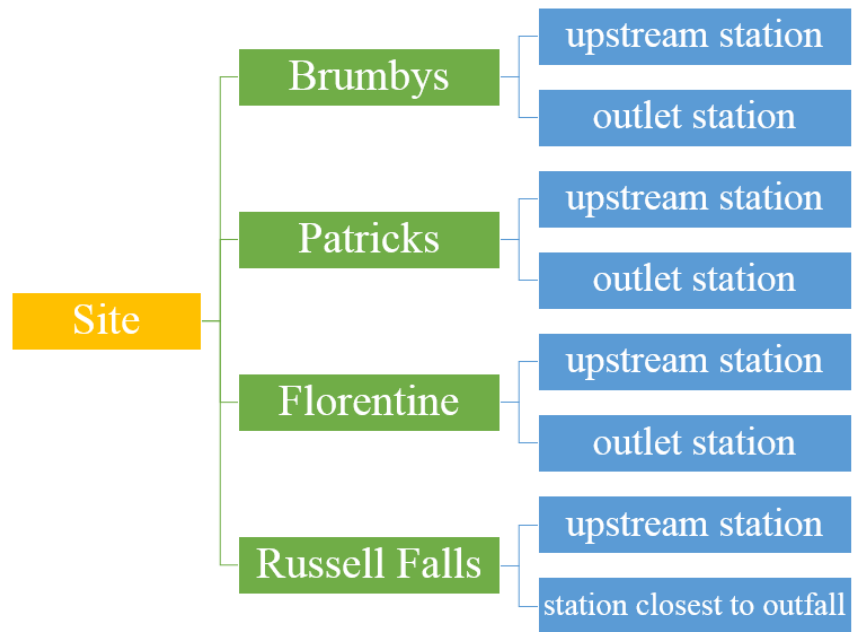 Site
Brumbys
upstream station
outlet station
Patricks
upstream station
outlet station
Florentine
upstream station
outlet station
Russell Falls
upstream station
station closest to outfall